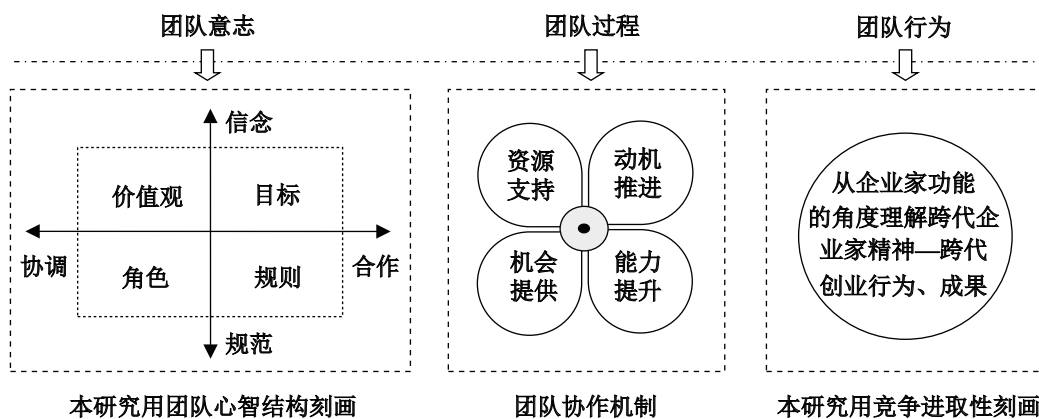 团队意志
团队过程
团队行为
信念
价值观
目标
协调
合作
角色
规则
规范
资源
支持
动机
推进
机会
提供
能力
提升
从企业家功能
的角度理解跨代企
业家精神—跨代
创业行为、成果
本研究用团队心智结构刻画
团队协作机制
本研究用竞争进取性刻画